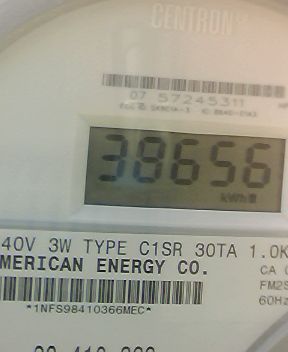 CENTRON
07 57245311
38656
kWh
40V 3W TYPE C1SR 30TA 1.0K
MERICAN ENERGY CO.
CA
FM2S
60Hz
*1NFS98410366MEC*